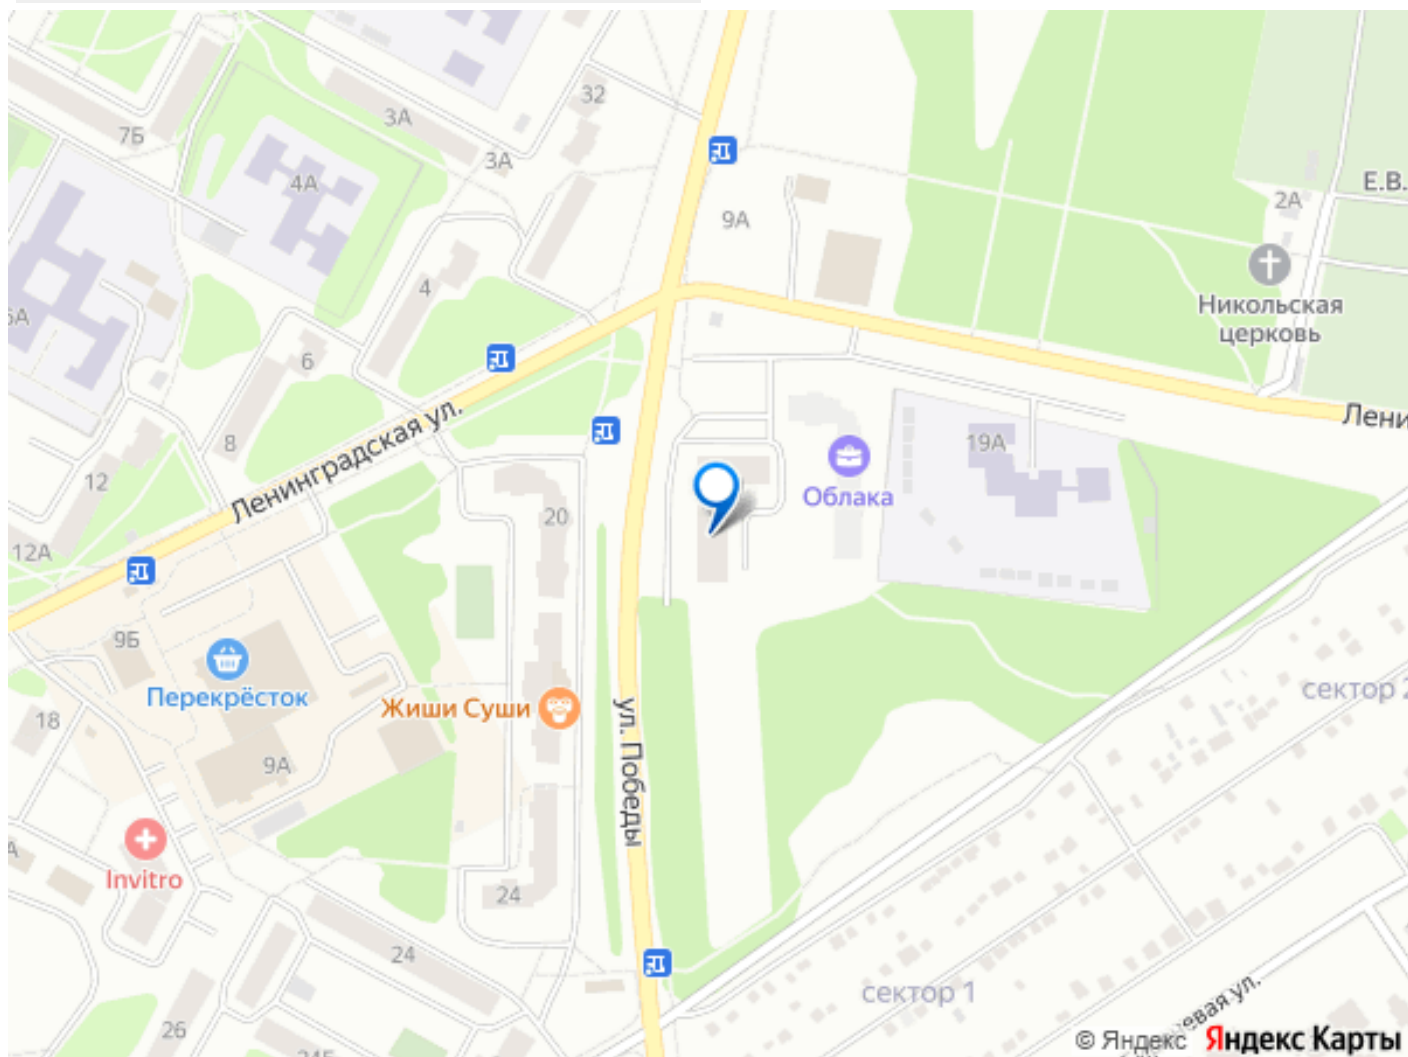 32
3А
7Б
3А
4А
Е.В.
2А
9А
4
Никольская
церковь
6А
6
Ленинградская ул.
Лени
8
19А
12
Облака
20
12А
9Б
Перекрёсток
Жиши Суши
сектор 2
18
ул. Победы
9А
Invitro
24
24
сектор 1
26
© Яндекс
Яндекс Карты